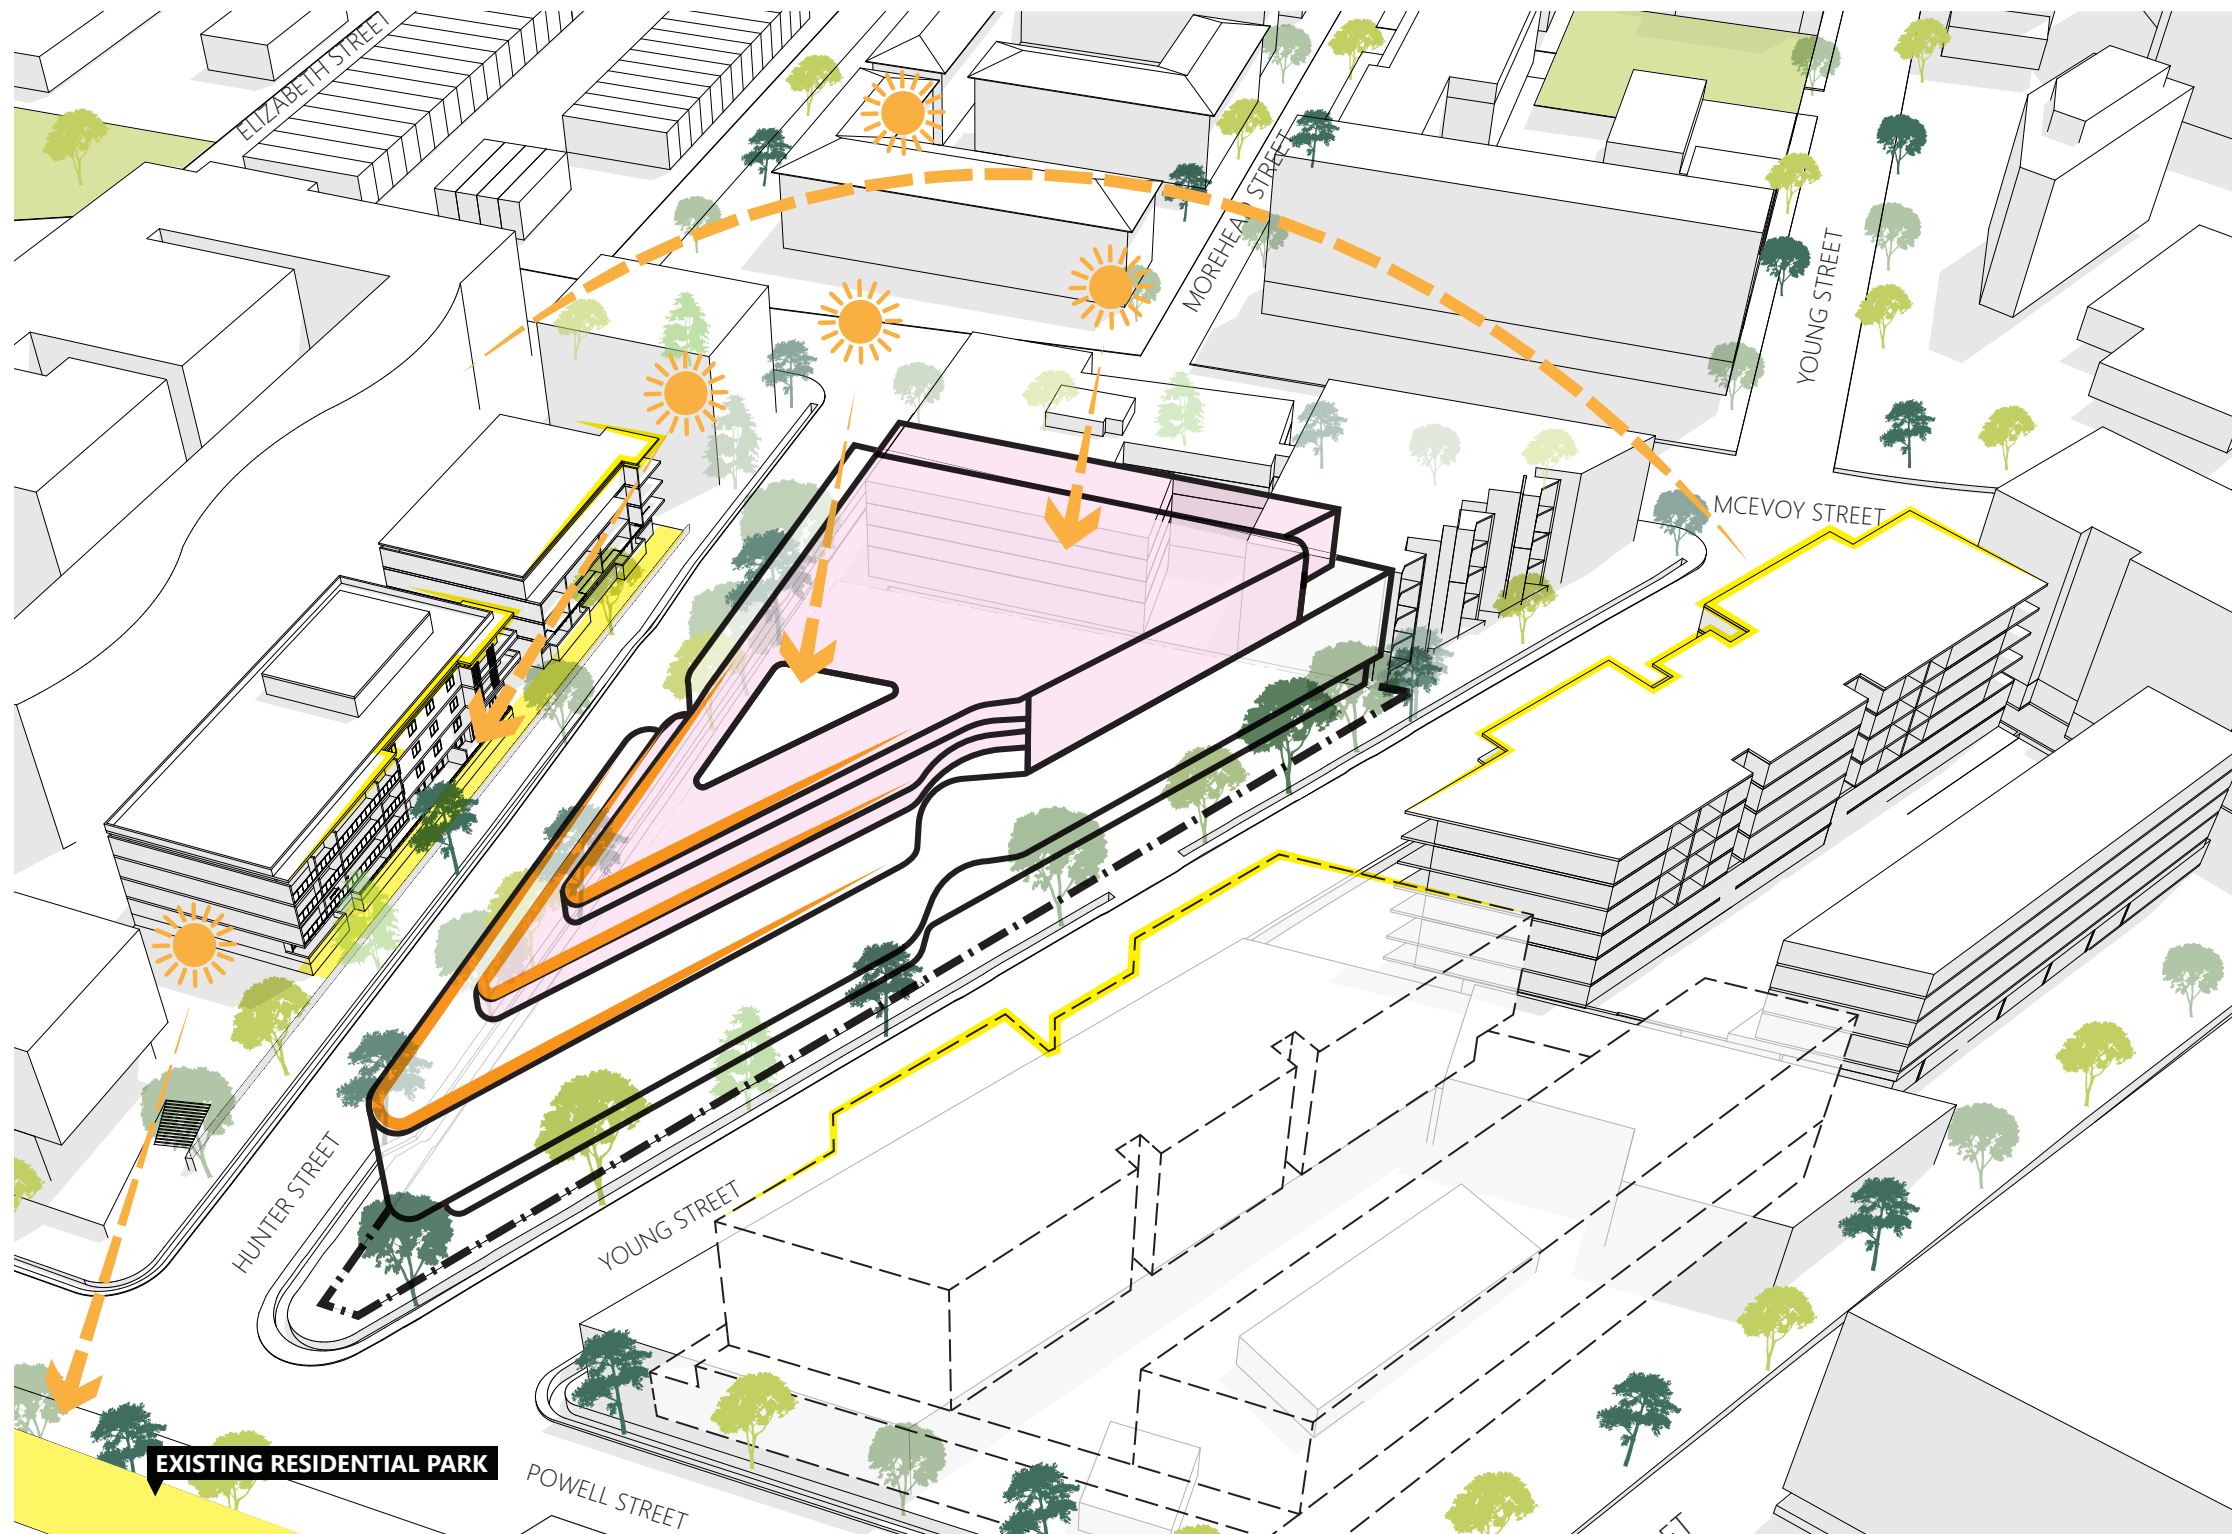 ELIZABETH STREET
MOREHEAD STREET
YOUNG STREET
MCEVOY STREET
HUNTER STREET
YOUNG STREET
EXISTING RESIDENTIAL PARK
POWELL STREET